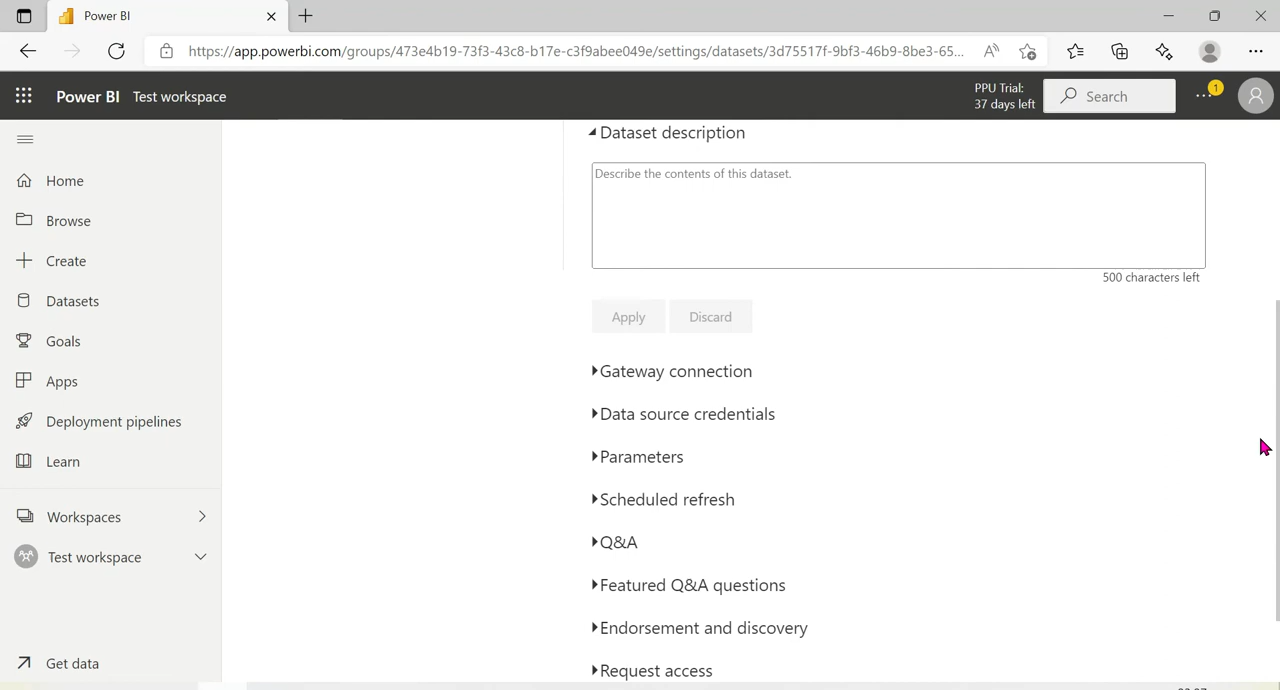 Power BI
https://app.powerbi.com/groups/473e4b19-73f3-43c8-b17e-c3f9abee049e/settings/datasets/3d75517f-9bf3-46b9-8be3-65...
Power BI Test workspace
PPU Trial:
37 days left
Search
1
Home
Browse
Create
Datasets
Goals
Apps
Deployment pipelines
Learn
Workspaces
Test workspace
Get data
Dataset description
Describe the contents of this dataset.
500 characters left
Apply Discard
Gateway connection
Data source credentials
Parameters
Scheduled refresh
Q&A
Featured Q&A questions
Endorsement and discovery
Request access